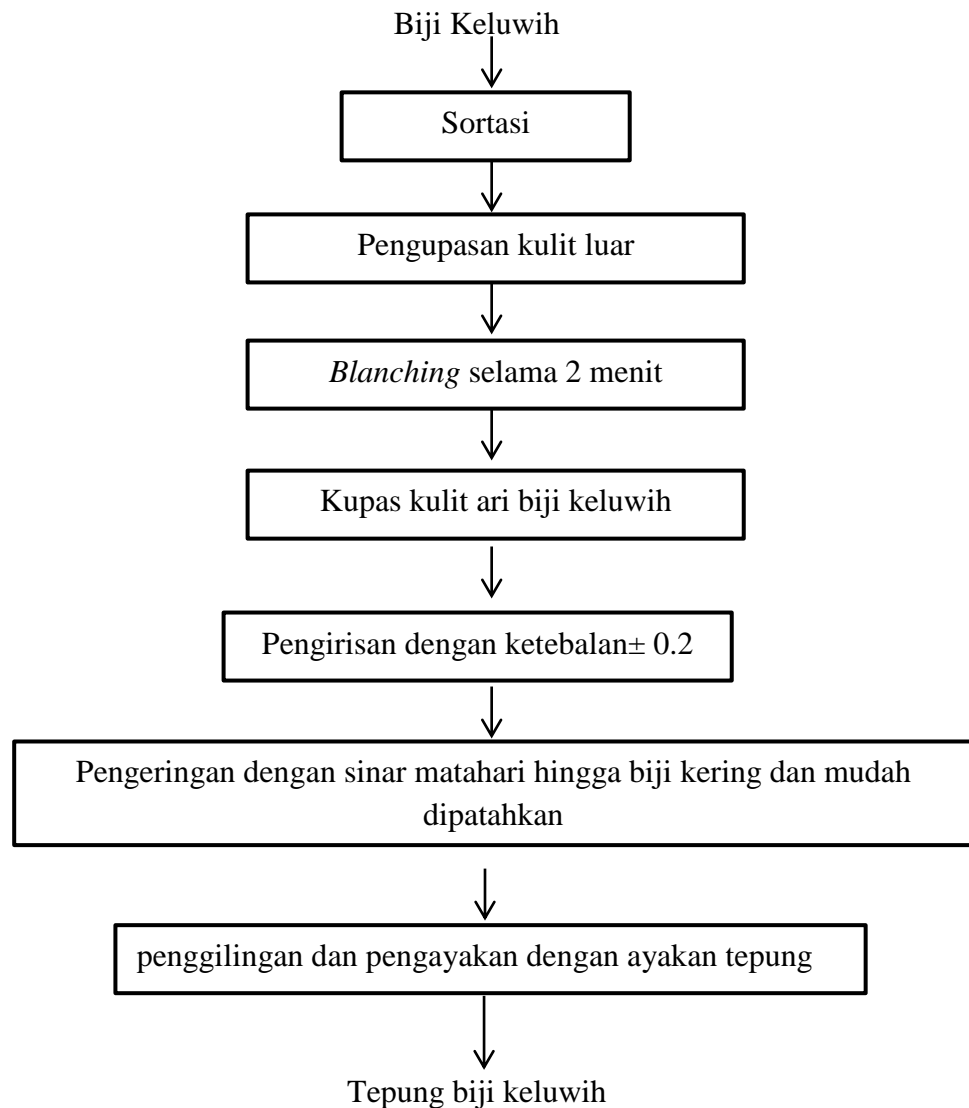 Biji Keluwih
Sortasi
Pengupasan kulit luar
Blanching selama 2 menit
Kupas kulit ari biji keluwih
Pengirisan dengan ketebalan± 0.2
Pengeringan dengan sinar matahari hingga biji kering dan mudah
dipatahkan
penggilingan dan pengayakan dengan ayakan tepung
Tepung biji keluwih